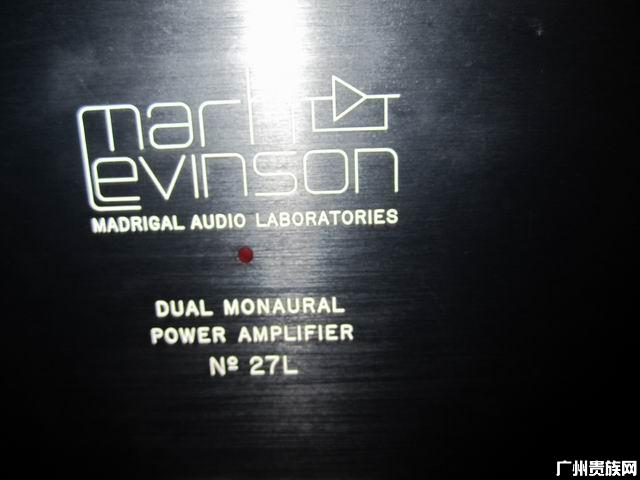 mark
Levinson
MADRIGAL AUDIO LABORATORIES
DUAL MONAURAL
POWER AMPLIFIER
Nº 27L
广州贵族网